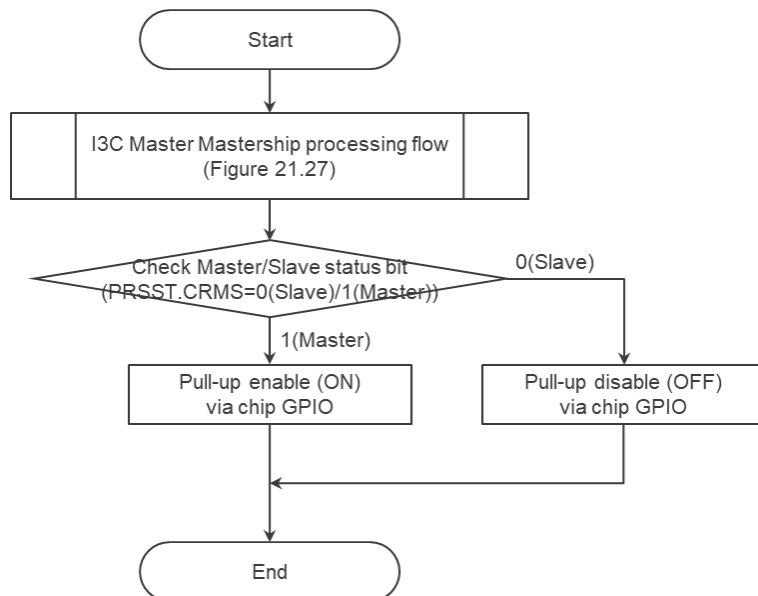 Start
I3C Master Mastership processing flow
(Figure 21.27)
Check Master/Slave status bit
(PRSST.CRMS=0(Slave)/1(Master))
0(Slave)
1(Master)
Pull-up enable (ON)
via chip GPIO
Pull-up disable (OFF)
via chip GPIO
End